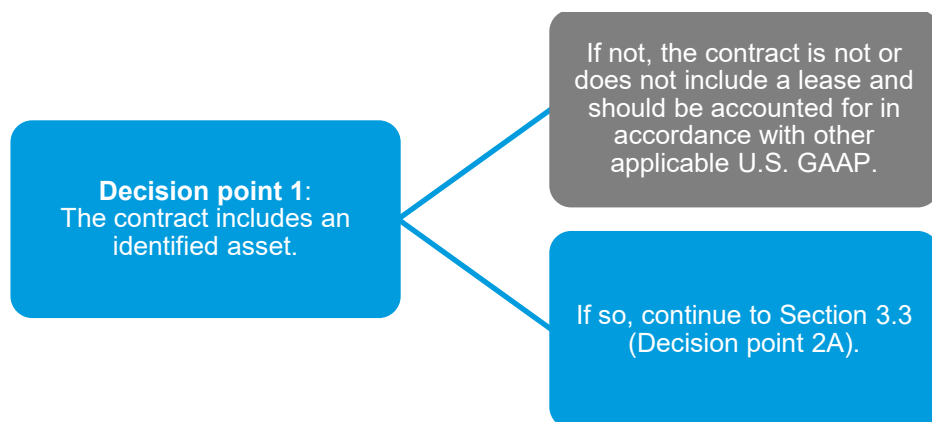 If not, the contract is not or
does not include a lease and
should be accounted for in
accordance with other
applicable U.S. GAAP.
Decision point 1:
The contract includes an
identified asset.
If so, continue to Section 3.3
(Decision point 2A).